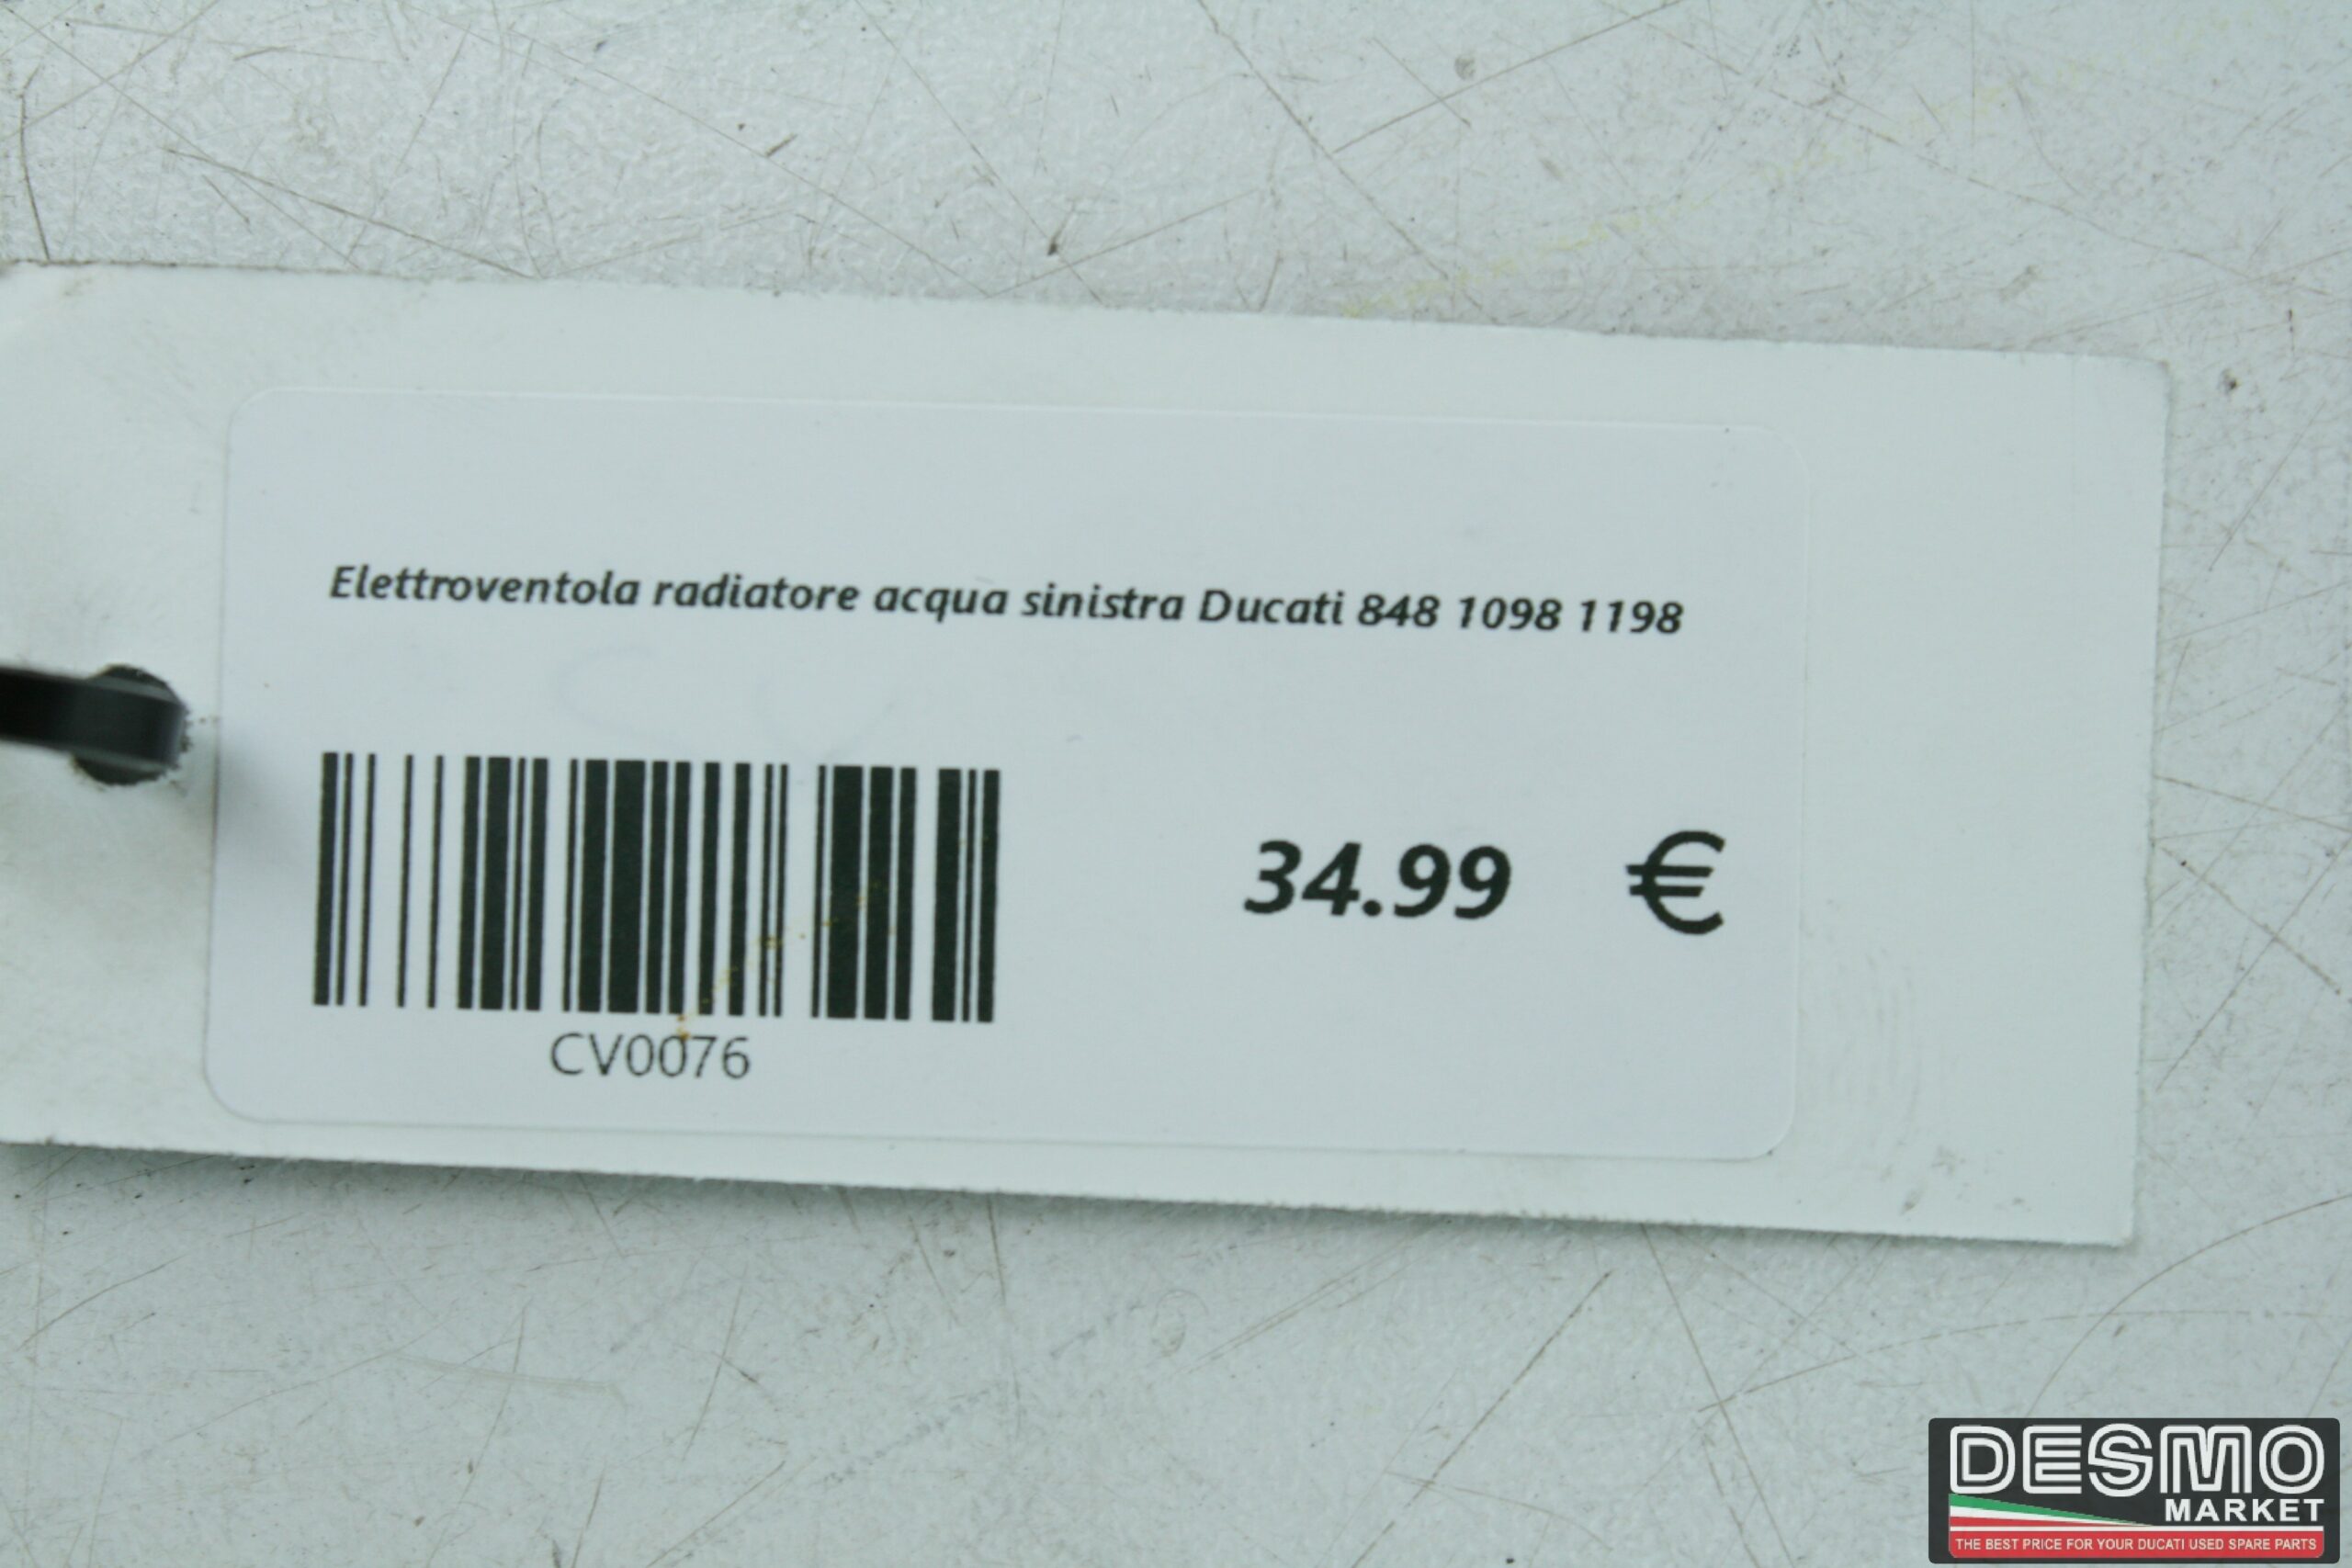 Elettroventola radiatore acqua sinistra Ducati 848 1098 1198
34.99 €
CV0076
DESMO
MARKET
THE BEST PRICE FOR YOUR DUCATI USED SPARE PARTS